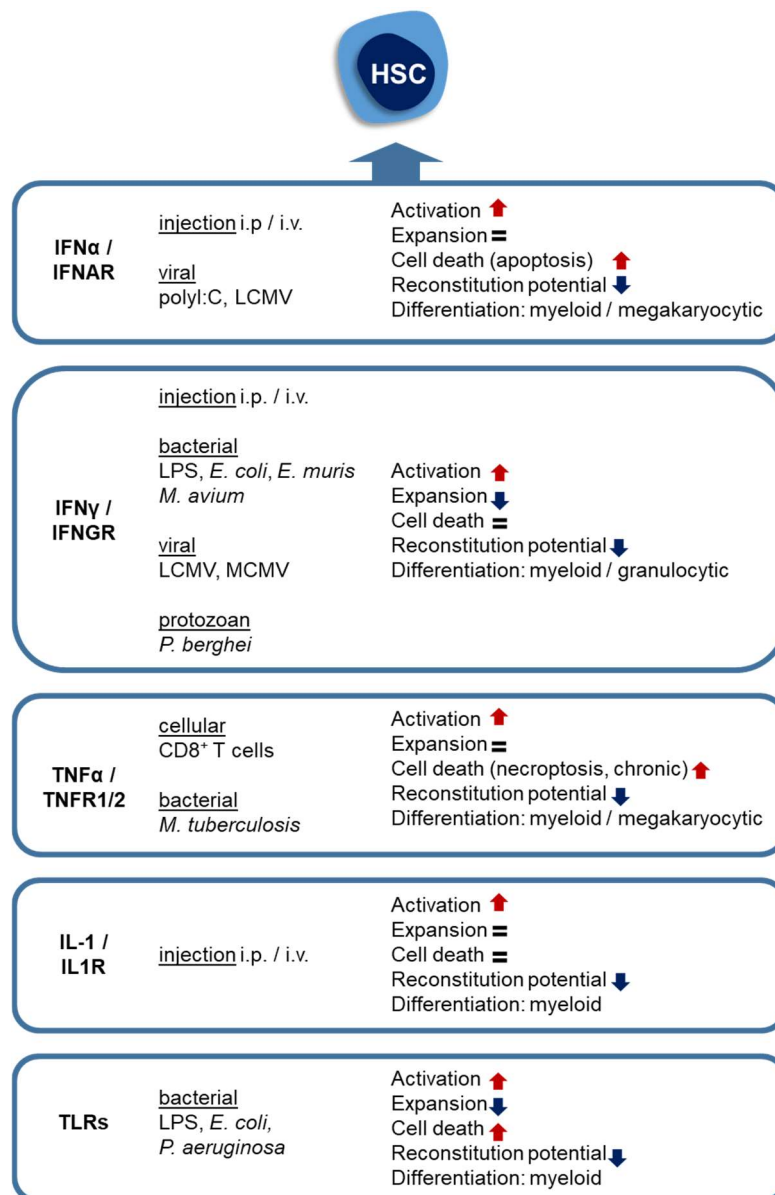 HSC
IFNα /
IFNAR
injection i.p / i.v.
viral
polyI:C, LCMV
Activation
Expansion =
Cell death (apoptosis)
Reconstitution potential
Differentiation: myeloid / megakaryocytic
IFNγ /
IFNGR
injection i.p. / i.v.
bacterial
LPS, E. coli, E. muris
M. avium
viral
LCMV, MCMV
protozoan
P. berghei
Activation
Expansion
Cell death =
Reconstitution potential
Differentiation: myeloid / granulocytic
TNFα /
TNFR1/2
cellular
CD8⁺ T cells
bacterial
M. tuberculosis
Activation
Expansion =
Cell death (necroptosis, chronic)
Reconstitution potential
Differentiation: myeloid / megakaryocytic
IL-1 /
IL1R
injection i.p. / i.v.
Activation
Expansion =
Cell death =
Reconstitution potential
Differentiation: myeloid
TLRs
bacterial
LPS, E. coli,
P. aeruginosa
Activation
Expansion
Cell death
Reconstitution potential
Differentiation: myeloid